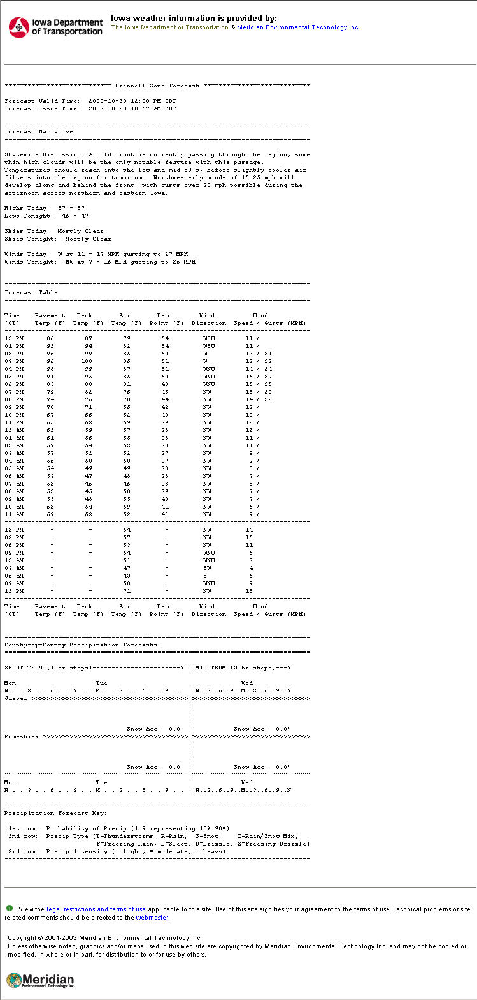 Iowa Department
of Transportation
Iowa weather information is provided by:
The Iowa Department of Transportation & Meridian Environmental Technology Inc.
**************************** Grinnell Zone Forecast ****************************
Forecast Valid Time:  2003-10-20 12:00 PM CDT
Forecast Issue Time:  2003-10-20 10:57 AM CDT
================================================================================
Forecast Narrative:
================================================================================
Statewide Discussion: A cold front is currently passing through the region, some
thin high clouds will be the only notable feature with this passage.
Temperatures should reach into the low and mid 80's, before slightly cooler air
filters into the region for tomorrow.  Northwesterly winds of 15-25 mph will
develop along and behind the front, with gusts over 30 mph possible during the
afternoon across northern and eastern Iowa.
Highs Today:  87 - 87
Lows Tonight:  46 - 47
Skies Today:  Mostly Clear
Skies Tonight:  Mostly Clear
Winds Today:  W at 11 - 17 MPH gusting to 27 MPH
Winds Tonight:  NW at 7 - 16 MPH gusting to 26 MPH
================================================================================
Forecast Table:
================================================================================
Time    Pavement   Deck       Air       Dew        Wind          Wind
(CT)    Temp (F)  Temp (F)  Temp (F)  Point (F)  Direction  Speed / Gusts (MPH)
--------------------------------------------------------------------------------
12 PM      86        87        79        54         WSW        11 /
01 PM      92        94        82        54         WSW        11 /
02 PM      96        99        85        53         W          12 / 21
03 PM      96       100        86        51         W          13 / 23
04 PM      95        99        87        51         WNW        14 / 24
05 PM      91        95        85        50         WNW        16 / 27
06 PM      85        88        81        48         WNW        16 / 26
07 PM      79        82        76        46         NW         15 / 23
08 PM      74        76        70        44         NW         14 / 22
09 PM      70        71        66        42         NW         13 /
10 PM      67        66        62        40         NW         13 /
11 PM      65        63        59        39         NW         12 /
12 AM      62        59        57        38         NW         12 /
01 AM      61        56        55        38         NW         11 /
02 AM      59        54        53        38         NW         11 /
03 AM      57        52        52        37         NW          9 /
04 AM      56        50        50        37         NW          9 /
05 AM      54        49        49        38         NW          8 /
06 AM      53        47        48        38         NW          7 /
07 AM      52        46        46        38         NW          8 /
08 AM      52        45        50        39         NW          7 /
09 AM      55        48        55        40         NW          7 /
10 AM      62        54        59        41         NW          6 /
11 AM      69        63        62        41         NW          9 /
--------------------------------------------------------------------------------
12 PM       -         -        64         -         NW         14
03 PM       -         -        67         -         NW         15
06 PM       -         -        63         -         NW         11
09 PM       -         -        54         -         WNW         6
12 AM       -         -        51         -         WNW         3
03 AM       -         -        47         -         SW          4
06 AM       -         -        43         -         S           6
09 AM       -         -        58         -         WNW         9
12 PM       -         -        71         -         NW         15
--------------------------------------------------------------------------------
Time    Pavement   Deck       Air       Dew        Wind          Wind
(CT)    Temp (F)  Temp (F)  Temp (F)  Point (F)  Direction  Speed / Gusts (MPH)
================================================================================
County-by-County Precipitation Forecasts:
================================================================================
SHORT TERM (1 hr steps)-----------------------> | MID TERM (3 hr steps)--->
Mon                     Tue                                   Wed
N . . 3 . . 6 . . 9 . . M . . 3 . . 6 . . 9 . . | N..3..6..9..M..3..6..9..N
Jasper->>>>>>>>>>>>>>>>>>>>>>>>>>>>>>>>>>>>>>>>>|>>>>>>>>>>>>>>>>>>>>>>>>>>>>>>>
|
|
|
Snow Acc:  0.0" |           Snow Acc:  0.0"
Poweshiek->>>>>>>>>>>>>>>>>>>>>>>>>>>>>>>>>>>>>>|>>>>>>>>>>>>>>>>>>>>>>>>>>>>>>>
|
|
|
Snow Acc:  0.0" |           Snow Acc:  0.0"
^^^^^^^^^^^^^^^^^^^^^^^^^^^^^^^^^^^^^^^^^^^^^^^^|^^^^^^^^^^^^^^^^^^^^^^^^^^^^^^^
Mon                     Tue                                   Wed
N . . 3 . . 6 . . 9 . . M . . 3 . . 6 . . 9 . . | N..3..6..9..M..3..6..9..N
--------------------------------------------------------------------------------
Precipitation Forecast Key:
1st row:  Probability of Precip (1-9 representing 10%-90%)
2nd row:  Precip Type (T=Thunderstorms, R=Rain,  S=Snow,    X=Rain/Snow Mix,
F=Freezing Rain, L=Sleet, D=Drizzle, Z=Freezing Drizzle)
3rd row:  Precip Intensity (- light, = moderate, + heavy)
--------------------------------------------------------------------------------
View the legal restrictions and terms of use applicable to this site. Use of this site signifies your agreement to the terms of use.Technical problems or site
related comments should be directed to the webmaster.
Copyright © 2001-2003 Meridian Environmental Technology Inc.
Unless otherwise noted, graphics and/or maps used in this web site are copyrighted by Meridian Environmental Technology Inc. and may not be copied or
modified, in whole or in part, for distribution to or for use by others.
Meridian
Environmental Technology Inc.